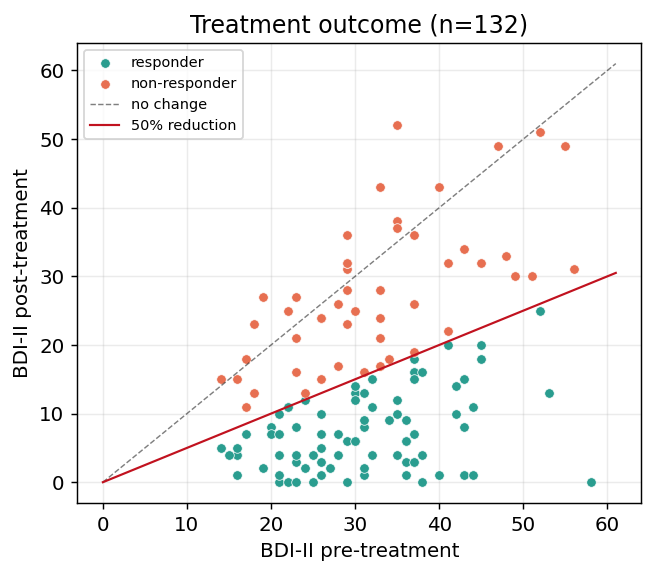 Treatment outcome (n=132)
responder
non-responder
no change
50% reduction
60
50
40
30
20
10
0
BDI-II post-treatment
0 10 20 30 40 50 60
BDI-II pre-treatment